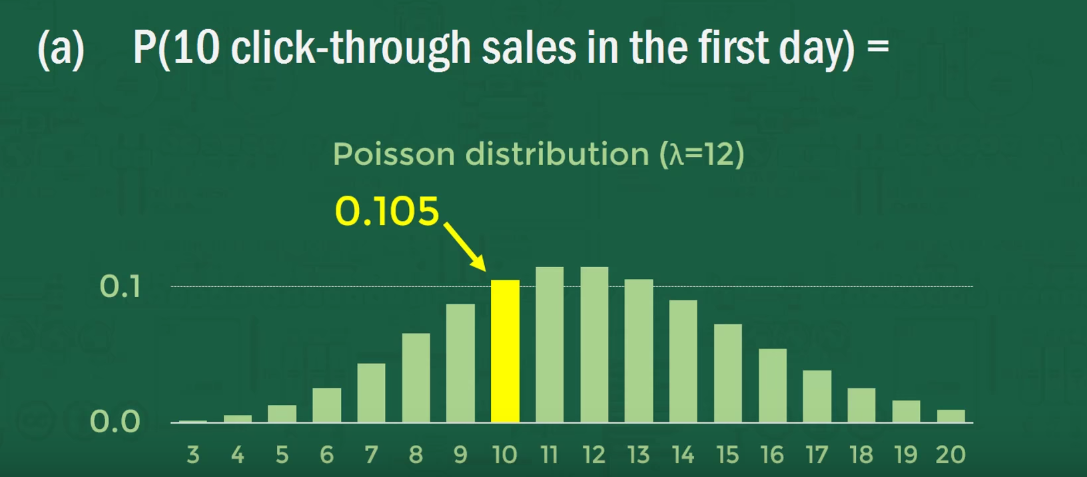 (a) P(10 click-through sales in the first day) =
Poisson distribution (λ=12)
0.105
0.1
0.0
3 4 5 6 7 8 9 10 11 12 13 14 15 16 17 18 19 20